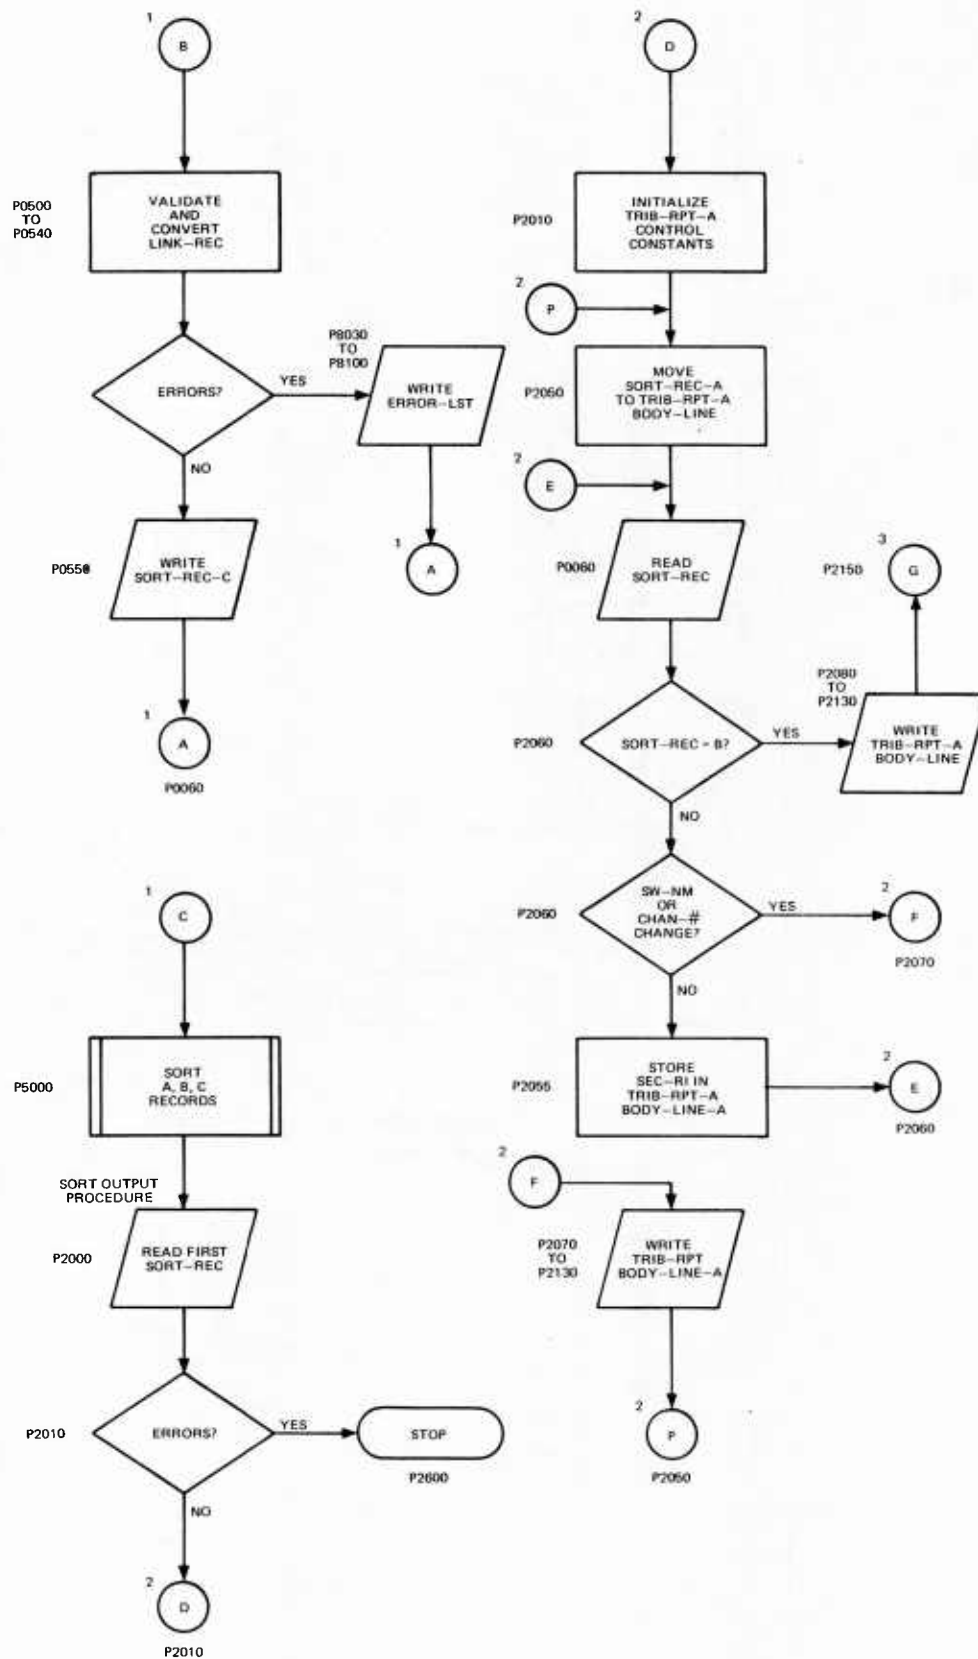 1
B
P0500
TO
P0540
VALIDATE
AND
CONVERT
LINK-REC
ERRORS?
YES
P8030
TO
P8100
WRITE
ERROR-LST
1
A
NO
P0550
WRITE
SORT-REC-C
1
A
P0060
1
C
P5000
SORT
A, B, C
RECORDS
SORT OUTPUT
PROCEDURE
P2000
READ FIRST
SORT-REC
P2010
ERRORS?
YES
STOP
P2600
NO
2
D
P2010
2
D
P2010
INITIALIZE
TRIB-RPT-A
CONTROL
CONSTANTS
2
P
P2050
MOVE
SORT-REC-A
TO TRIB-RPT-A
BODY-LINE
2
E
P0060
READ
SORT-REC
P2060
SORT-REC = B?
YES
P2080
TO
P2130
WRITE
TRIB-RPT-A
BODY-LINE
3
G
P2150
NO
P2060
SW-NM
OR
CHAN-#
CHANGE?
YES
2
F
P2070
NO
P2055
STORE
SEC-RI IN
TRIB-RPT-A
BODY-LINE-A
2
E
P2060
2
F
P2070
TO
P2130
WRITE
TRIB-RPT
BODY-LINE-A
2
P
P2050